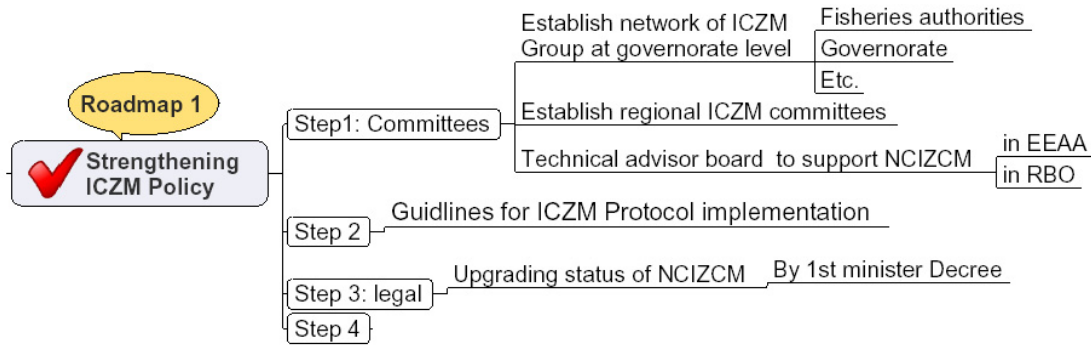 Roadmap 1
Strengthening
ICZM Policy
Step1: Committees
Establish network of ICZM
Group at governorate level
Fisheries authorities
Governorate
Etc.
Establish regional ICZM committees
Technical advisor board to support NCIZCM
in EEAA
in RBO
Step 2
Guidlines for ICZM Protocol implementation
Step 3: legal
Upgrading status of NCIZCM
By 1st minister Decree
Step 4